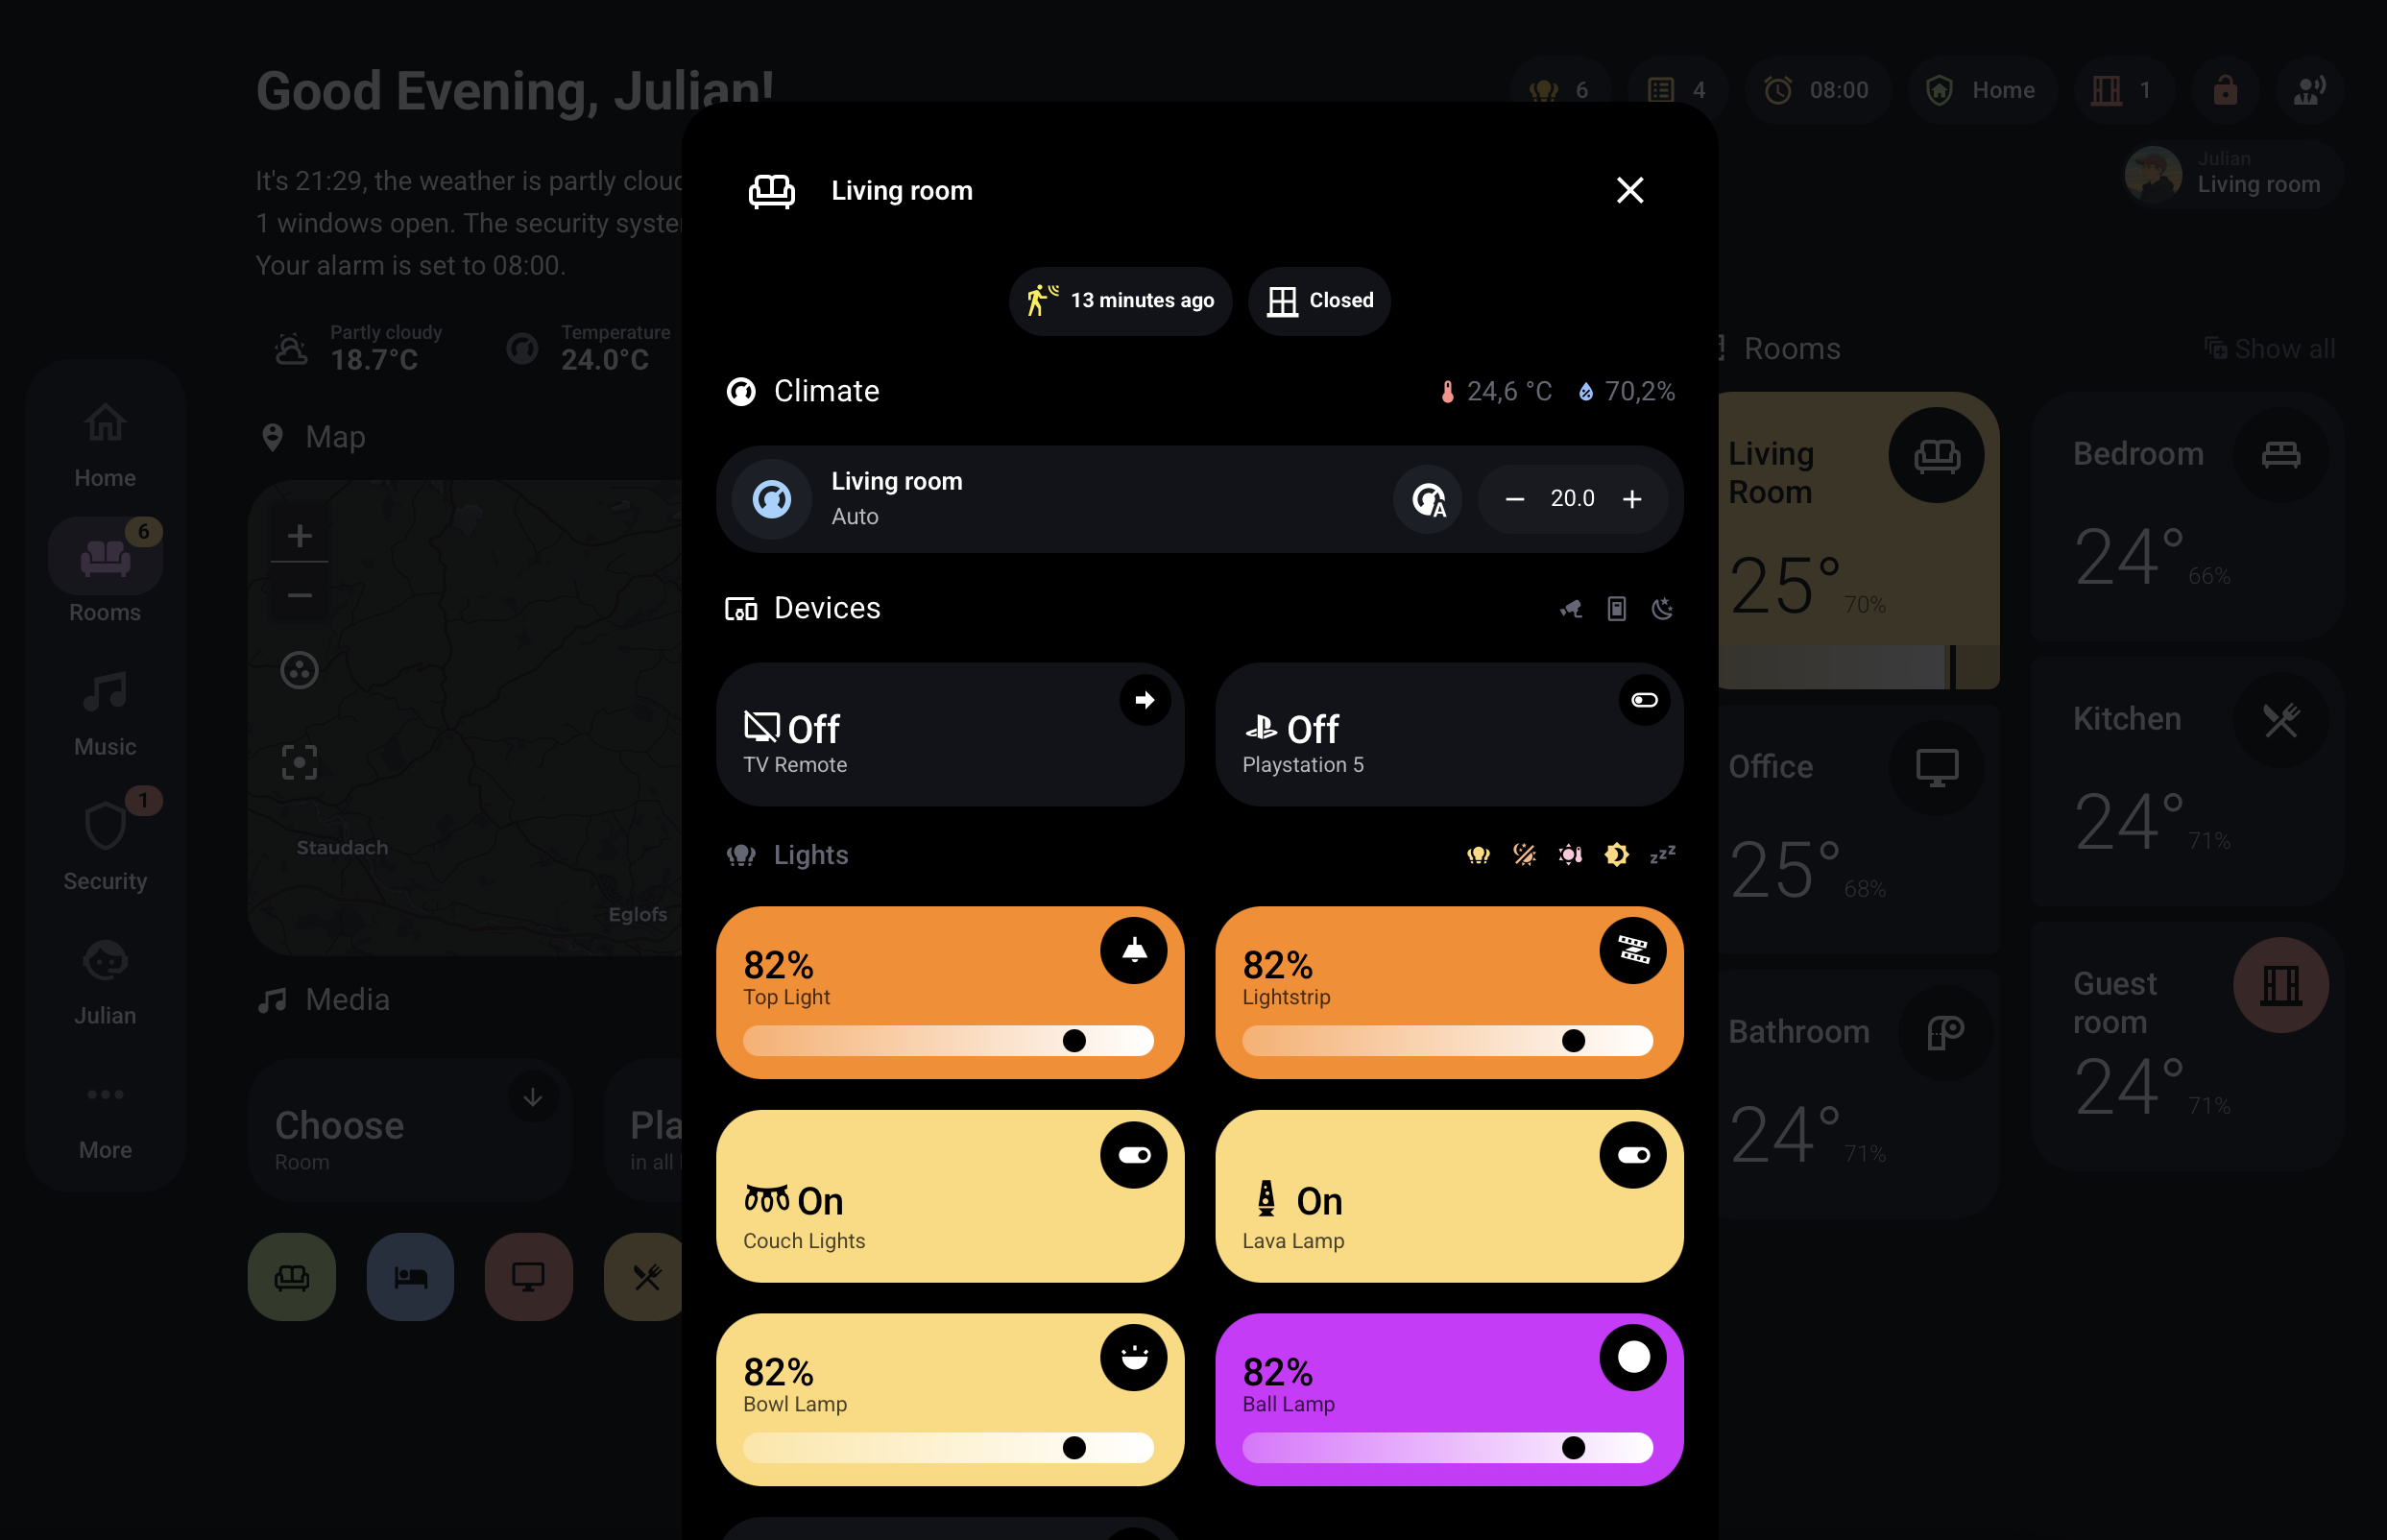 Good Evening, Julian!
6
4
08:00
Home
1
Julian
Living room
It's 21:29, the weather is partly
1 windows open. The security
Your alarm is set to 08:00.
Partly cloudy
18.7°C
Temperature
24.0°C
Map
Staudach
Eglofs
Media
Choose
Room
in all
Home
6
Rooms
Music
1
Security
Julian
More
Living room
13 minutes ago
Closed
Climate
24,6 °C
70,2%
Living room
Auto
A
20.0
Devices
Off
TV Remote
Off
Playstation 5
Lights
zzz
82%
Top Light
82%
Lightstrip
On
Couch Lights
On
Lava Lamp
82%
Bowl Lamp
82%
Ball Lamp
Rooms
Show all
Living
Room
25°
70%
Bedroom
24°
66%
Office
25°
68%
Kitchen
24°
71%
Bathroom
24°
71%
Guest
room
24°
71%